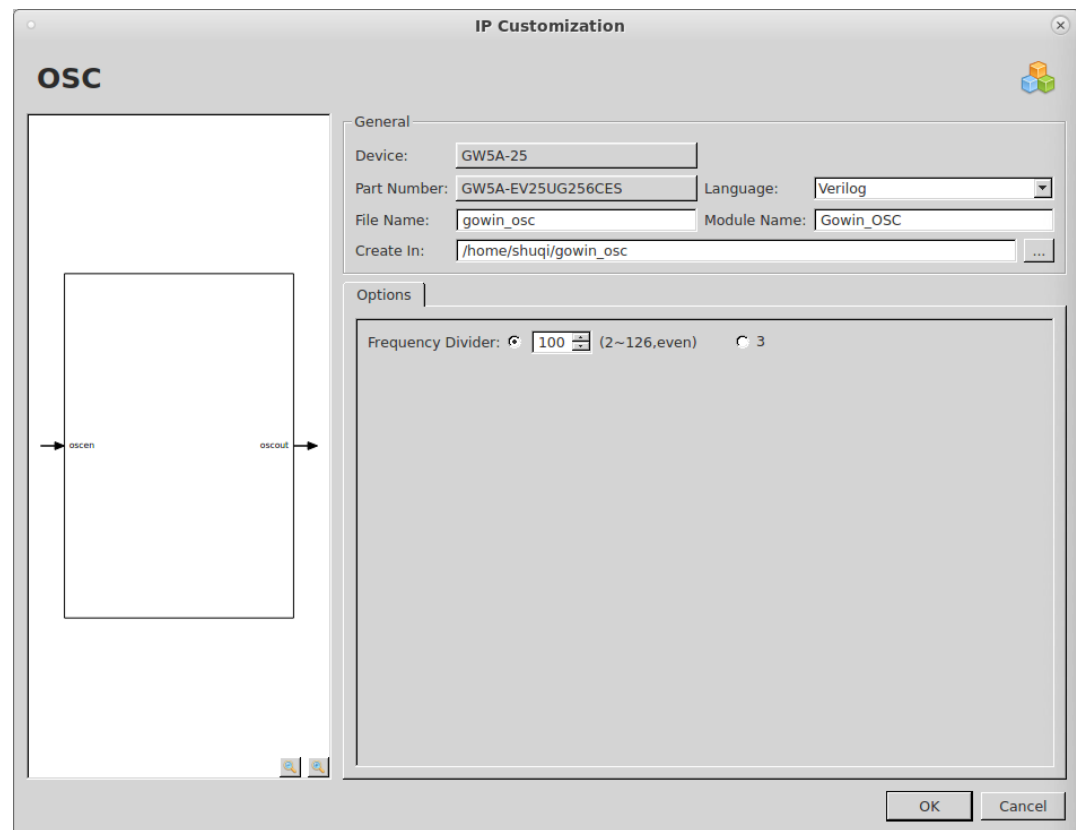 IP Customization
OSC
General
Device: GW5A-25
Part Number: GW5A-EV25UG256CES Language: Verilog
File Name: gowin_osc Module Name: Gowin_OSC
Create In: /home/shuqi/gowin_osc ...
Options
Frequency Divider: 100 (2~126,even) 3
oscen oscout
OK Cancel